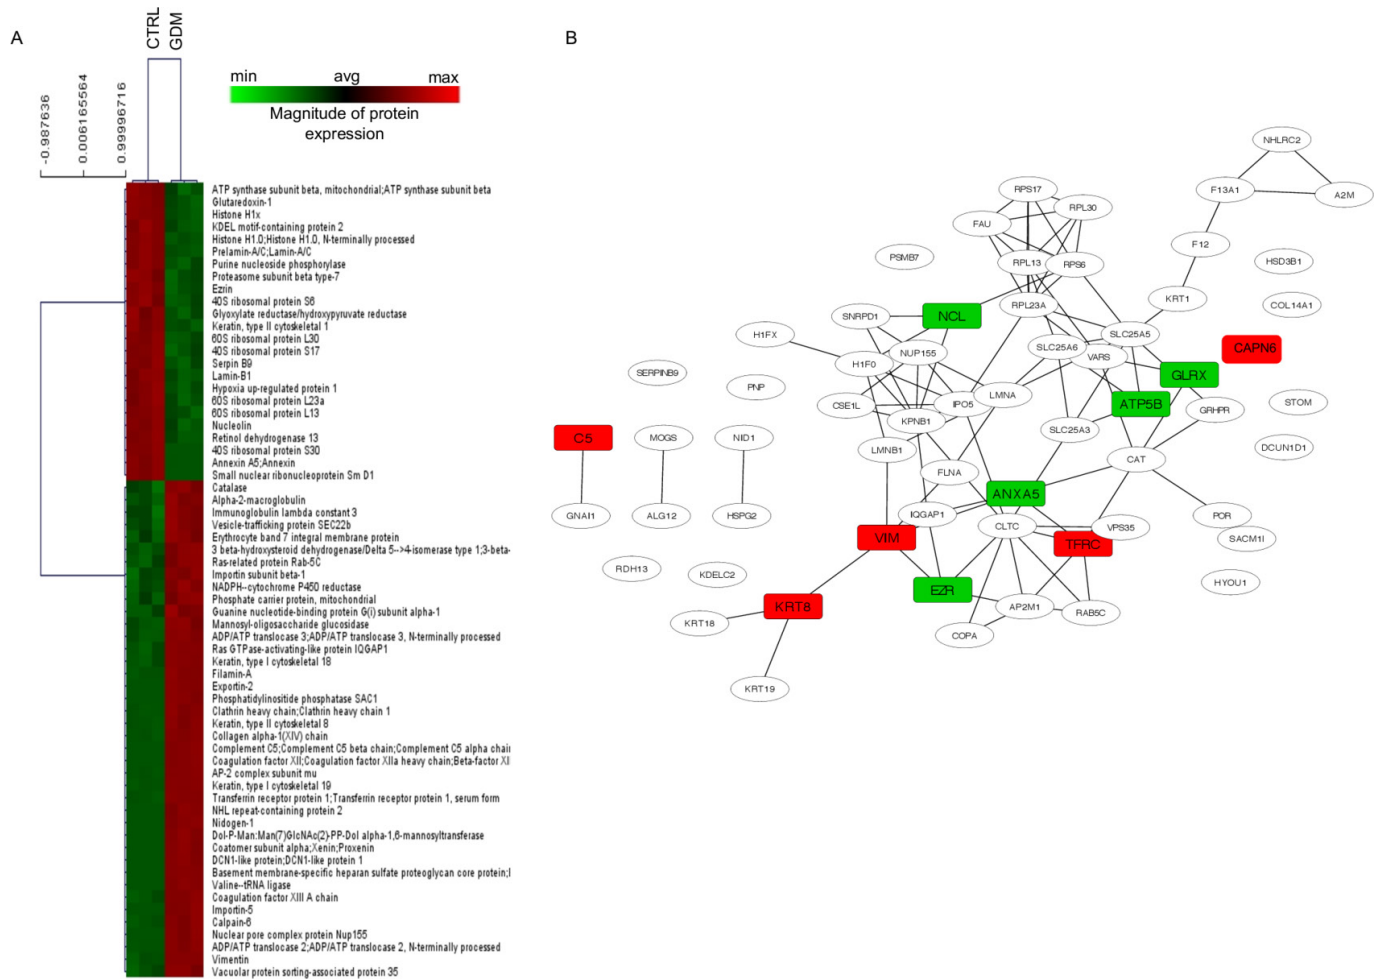 A
CTRL
GDM
-0.987636
0.006165564
0.99996716
min avg max
Magnitude of protein
expression
ATP synthase subunit beta, mitochondrial;ATP synthase subunit beta
Glutaredoxin-1
Histone H1x
KDEL motif-containing protein 2
Histone H1.0;Histone H1.0, N-terminally processed
Prelamin-A/C;Lamin-A/C
Purine nucleoside phosphorylase
Proteasome subunit beta type-7
Ezrin
40S ribosomal protein S6
Glyoxylate reductase/hydroxypyruvate reductase
Keratin, type II cytoskeletal 1
60S ribosomal protein L30
40S ribosomal protein S17
Serpin B9
Lamin-B1
Hypoxia up-regulated protein 1
60S ribosomal protein L23a
60S ribosomal protein L13
Nucleolin
Retinol dehydrogenase 13
40S ribosomal protein S30
Annexin A5;Annexin
Small nuclear ribonucleoprotein Sm D1
Catalase
Alpha-2-macroglobulin
Immunoglobulin lambda constant 3
Vesicle-trafficking protein SEC22b
Erythrocyte band 7 integral membrane protein
3 beta-hydroxysteroid dehydrogenase/Delta 5-->4-isomerase type 1;3-beta-
Ras-related protein Rab-5C
Importin subunit beta-1
NADPH--cytochrome P450 reductase
Phosphate carrier protein, mitochondrial
Guanine nucleotide-binding protein G(i) subunit alpha-1
Mannosyl-oligosaccharide glucosidase
ADP/ATP translocase 3;ADP/ATP translocase 3, N-terminally processed
Ras GTPase-activating-like protein IQGAP1
Keratin, type I cytoskeletal 18
Filamin-A
Exportin-2
Phosphatidylinositide phosphatase SAC1
Clathrin heavy chain;Clathrin heavy chain 1
Keratin, type II cytoskeletal 8
Collagen alpha-1(XIV) chain
Complement C5;Complement C5 beta chain;Complement C5 alpha chain
Coagulation factor XII;Coagulation factor XIIa heavy chain;Beta-factor XII
AP-2 complex subunit mu
Keratin, type I cytoskeletal 19
Transferrin receptor protein 1;Transferrin receptor protein 1, serum form
NHL repeat-containing protein 2
Nidogen-1
Dol-P-Man:Man(7)GlcNAc(2)-PP-Dol alpha-1,6-mannosyltransferase
Coatomer subunit alpha;Xenin;Proxenin
DCN1-like protein;DCN1-like protein 1
Basement membrane-specific heparan sulfate proteoglycan core protein;
Valine--tRNA ligase
Coagulation factor XIII A chain
Importin-5
Calpain-6
Nuclear pore complex protein Nup155
ADP/ATP translocase 2;ADP/ATP translocase 2, N-terminally processed
Vimentin
Vacuolar protein sorting-associated protein 35
B
NHLRC2
RPS17
F13A1
A2M
RPL30
FAU
F12
PSMB7
RPL13
RPS6
HSD3B1
KRT1
RPL23A
COL14A1
SNRPD1
NCL
H1FX
SLC25A5
SLC25A6
CAPN6
NUP155
VARS
H1F0
SERPINB9
GLRX
PNP
LMNA
CSE1L
IPO5
ATP5B
GRHPR
STOM
KPNB1
C5
MOGS
NID1
SLC25A3
LMNB1
DCUN1D1
CAT
FLNA
ANXA5
GNAI1
ALG12
HSPG2
IQGAP1
CLTC
VPS35
POR
VIM
TFRC
SACM1l
RDH13
KDELC2
HYOU1
EZR
KRT8
AP2M1
RAB5C
KRT18
COPA
KRT19